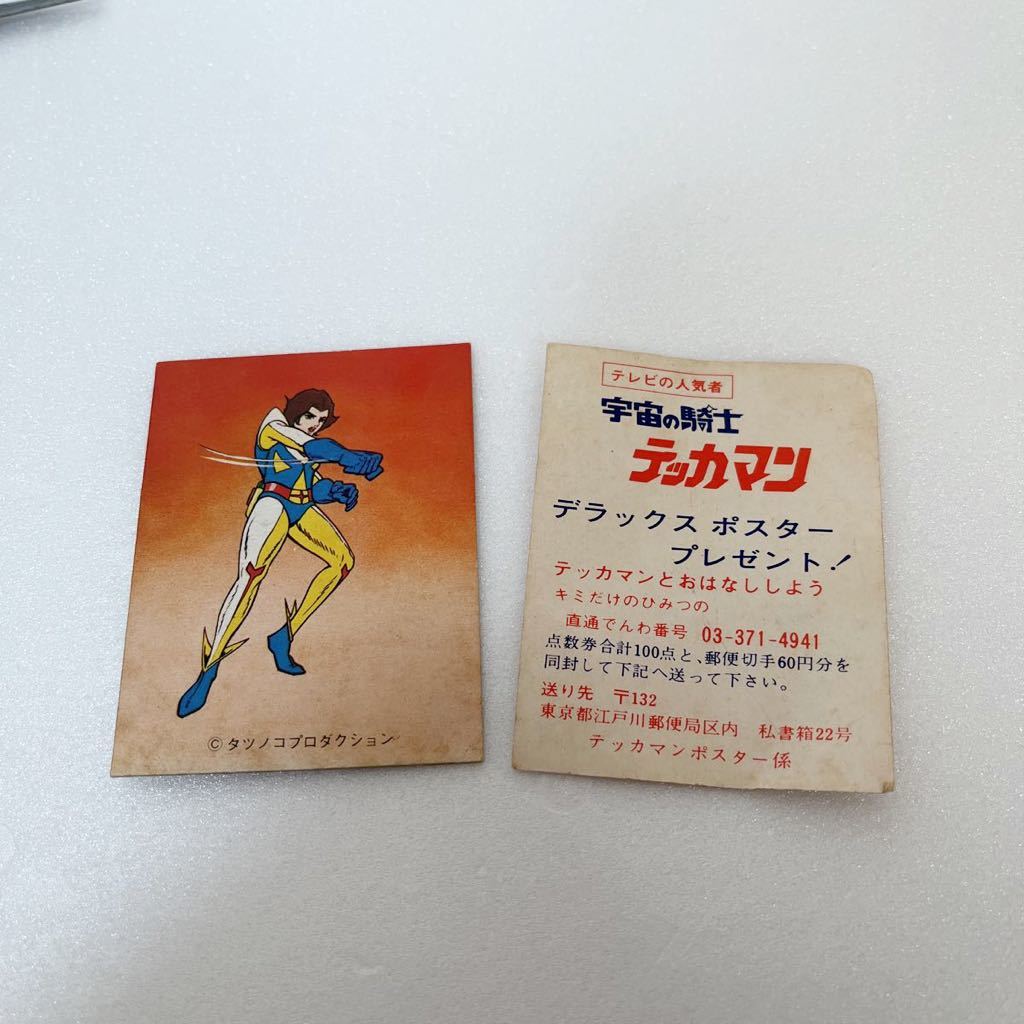 © タツノコプロダクション
テレビの人気者
宇宙の騎士
テッカマン
デラックス ポスター
プレゼント!
テッカマンとおはなししよう
キミだけのひみつの
直通でんわ番号 03-371-4941
点数券合計100点と、郵便切手60円分を
同封して下記へ送って下さい。
送り先 〒132
東京都江戸川郵便局区内 私書箱22号
テッカマンポスター係